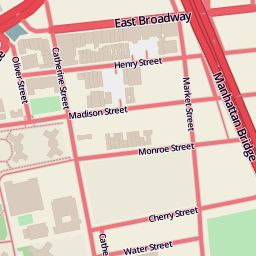 East Broadway
Henry Street
Oliver Street
Catherine Street
Madison Street
Market Street
Manhattan Bridge
Monroe Street
Cherry Street
Cathe
Water Street